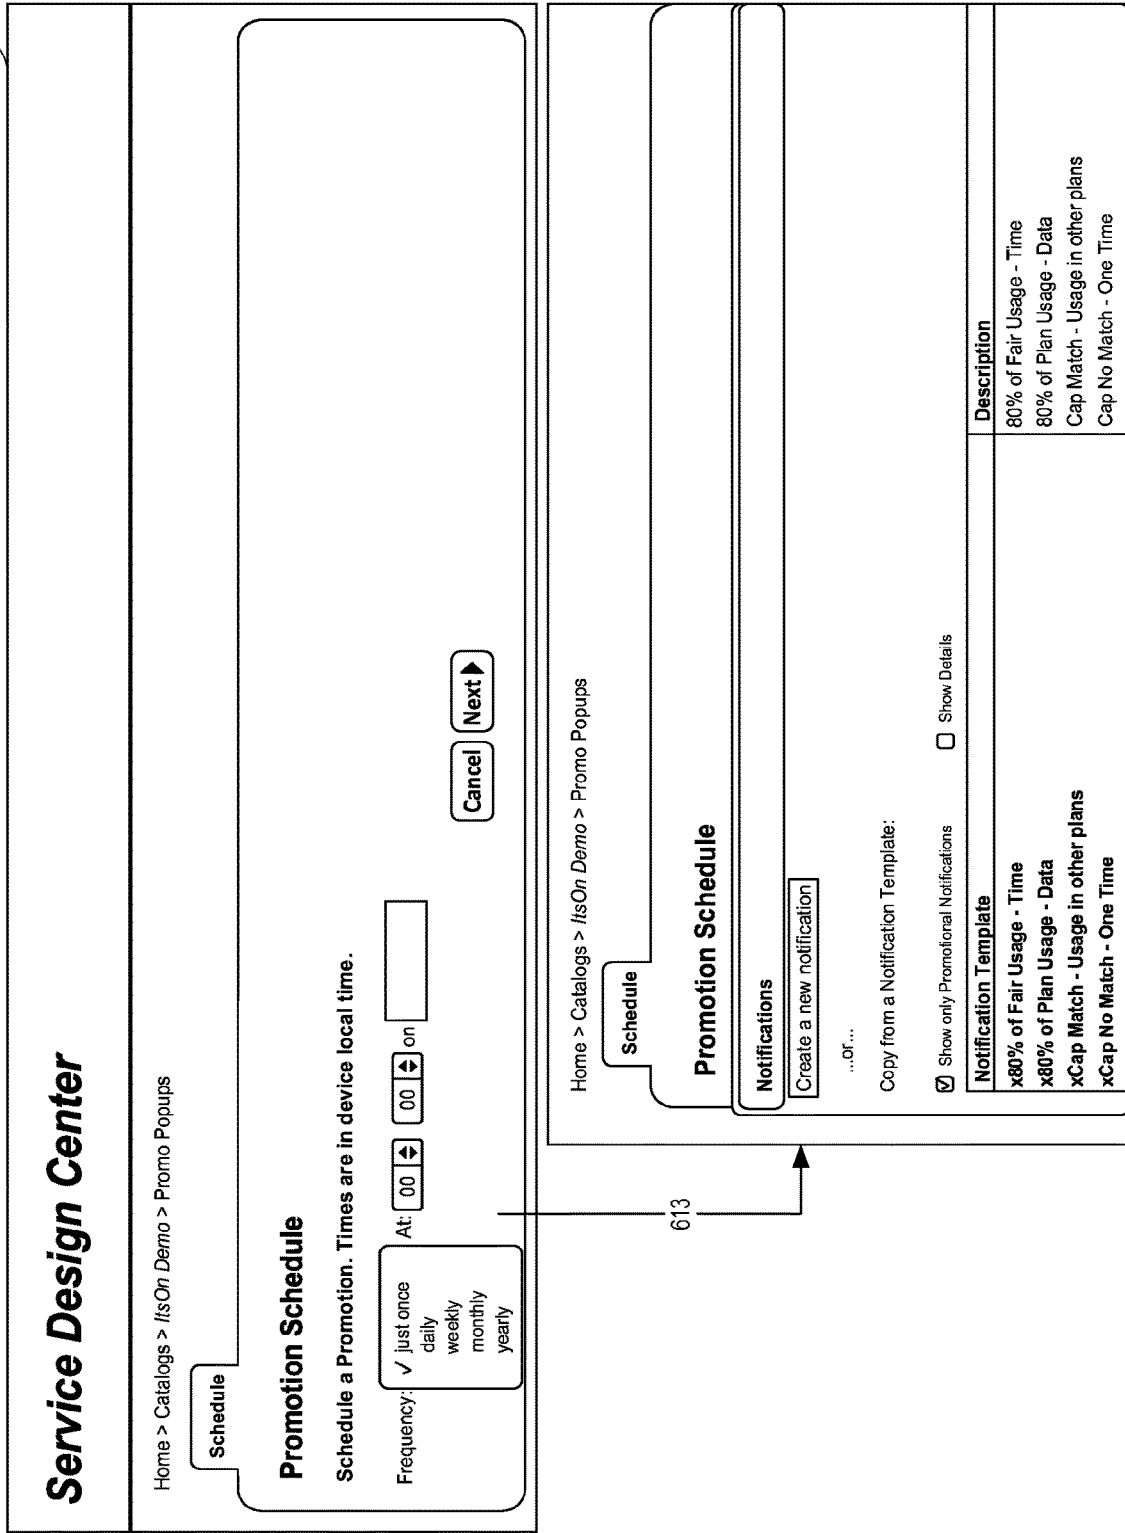 Service Design Center
Home > Catalogs > ItsOn Demo > Promo Popups
Schedule
Promotion Schedule
Schedule a Promotion. Times are in device local time.
Frequency: ✓ just once At: 00 00 on
daily
weekly
monthly
yearly
Cancel Next
613
Home > Catalogs > ItsOn Demo > Promo Popups
Schedule
Promotion Schedule
Notifications
Create a new notification
...or...
Copy from a Notification Template:
Show only Promotional Notifications Show Details
Notification Template Description
x80% of Fair Usage - Time 80% of Fair Usage - Time
x80% of Plan Usage - Data 80% of Plan Usage - Data
xCap Match - Usage in other plans Cap Match - Usage in other plans
xCap No Match - One Time Cap No Match - One Time